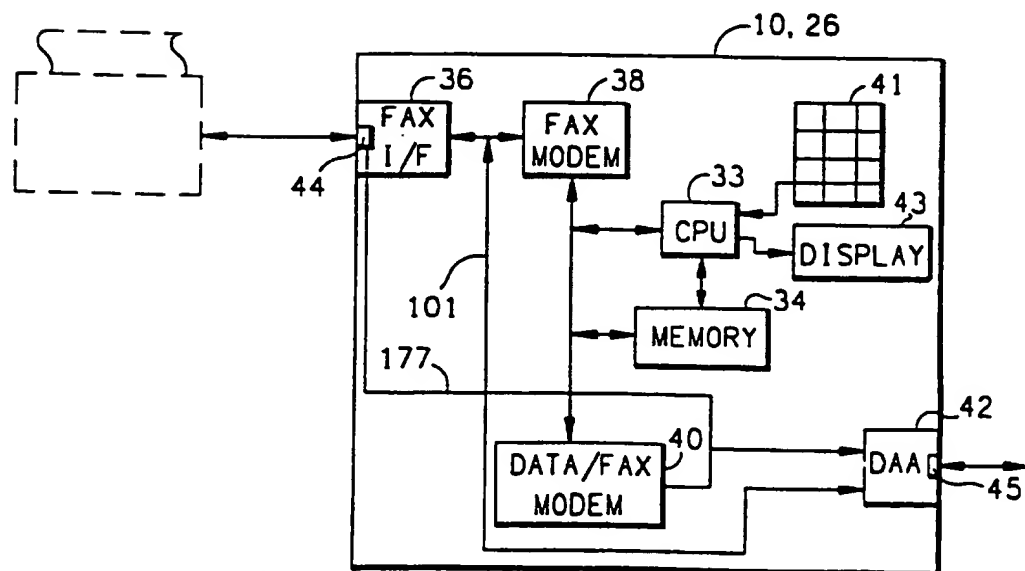 10, 26
36
38
41
FAX
I/F
FAX
MODEM
44
33
CPU
43
DISPLAY
101
34
MEMORY
177
42
40
DATA/FAX
MODEM
DAA
45